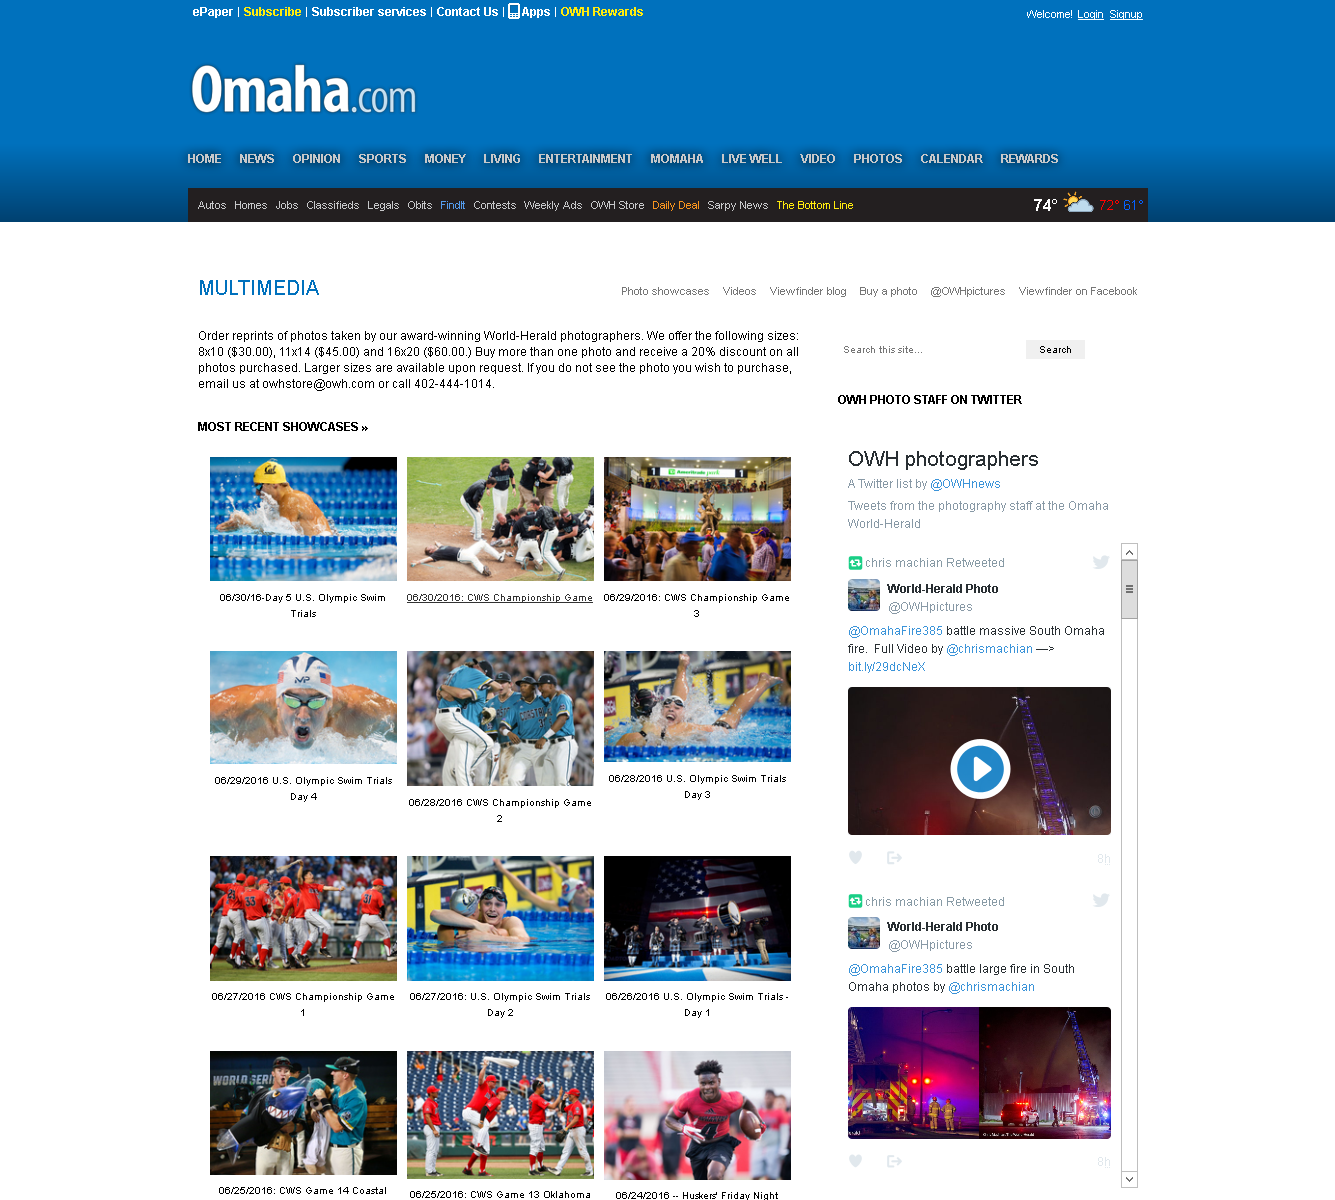 ePaper | Subscribe | Subscriber services | Contact Us | Apps | OWH Rewards
Welcome! Login Signup
Omaha.com
HOME NEWS OPINION SPORTS MONEY LIVING ENTERTAINMENT MOMAHA LIVE WELL VIDEO PHOTOS CALENDAR REWARDS
Autos Homes Jobs Classifieds Legals Obits FindIt Contests Weekly Ads OWH Store Daily Deal Sarpy News The Bottom Line
74° 72° 61°
MULTIMEDIA
Photo showcases Videos Viewfinder blog Buy a photo @OWHpictures Viewfinder on Facebook
Order reprints of photos taken by our award-winning World-Herald photographers. We offer the following sizes:
8x10 ($30.00), 11x14 ($45.00) and 16x20 ($60.00.) Buy more than one photo and receive a 20% discount on all
photos purchased. Larger sizes are available upon request. If you do not see the photo you wish to purchase,
email us at owhstore@owh.com or call 402-444-1014.
MOST RECENT SHOWCASES »
Cal
Ameritrade park
06/30/16-Day 5 U.S. Olympic Swim
Trials
06/30/2016: CWS Championship Game
06/29/2016: CWS Championship Game
3
MP
06/29/2016 U.S. Olympic Swim Trials
Day 4
06/28/2016 CWS Championship Game
2
06/28/2016 U.S. Olympic Swim Trials
Day 3
33
31
06/27/2016 CWS Championship Game
1
06/27/2016: U.S. Olympic Swim Trials
Day 2
06/26/2016 U.S. Olympic Swim Trials -
Day 1
WORLD SERI
06/25/2016: CWS Game 14 Coastal
06/25/2016: CWS Game 13 Oklahoma
06/24/2016 -- Huskers' Friday Night
Search this site...
Search
OWH PHOTO STAFF ON TWITTER
OWH photographers
A Twitter list by @OWHnews
Tweets from the photography staff at the Omaha
World-Herald
chris machian Retweeted
World-Herald Photo
@OWHpictures
@OmahaFire385 battle massive South Omaha
fire. Full Video by @chrismachian —>
bit.ly/29dcNeX
8h
chris machian Retweeted
World-Herald Photo
@OWHpictures
@OmahaFire385 battle large fire in South
Omaha photos by @chrismachian
8h